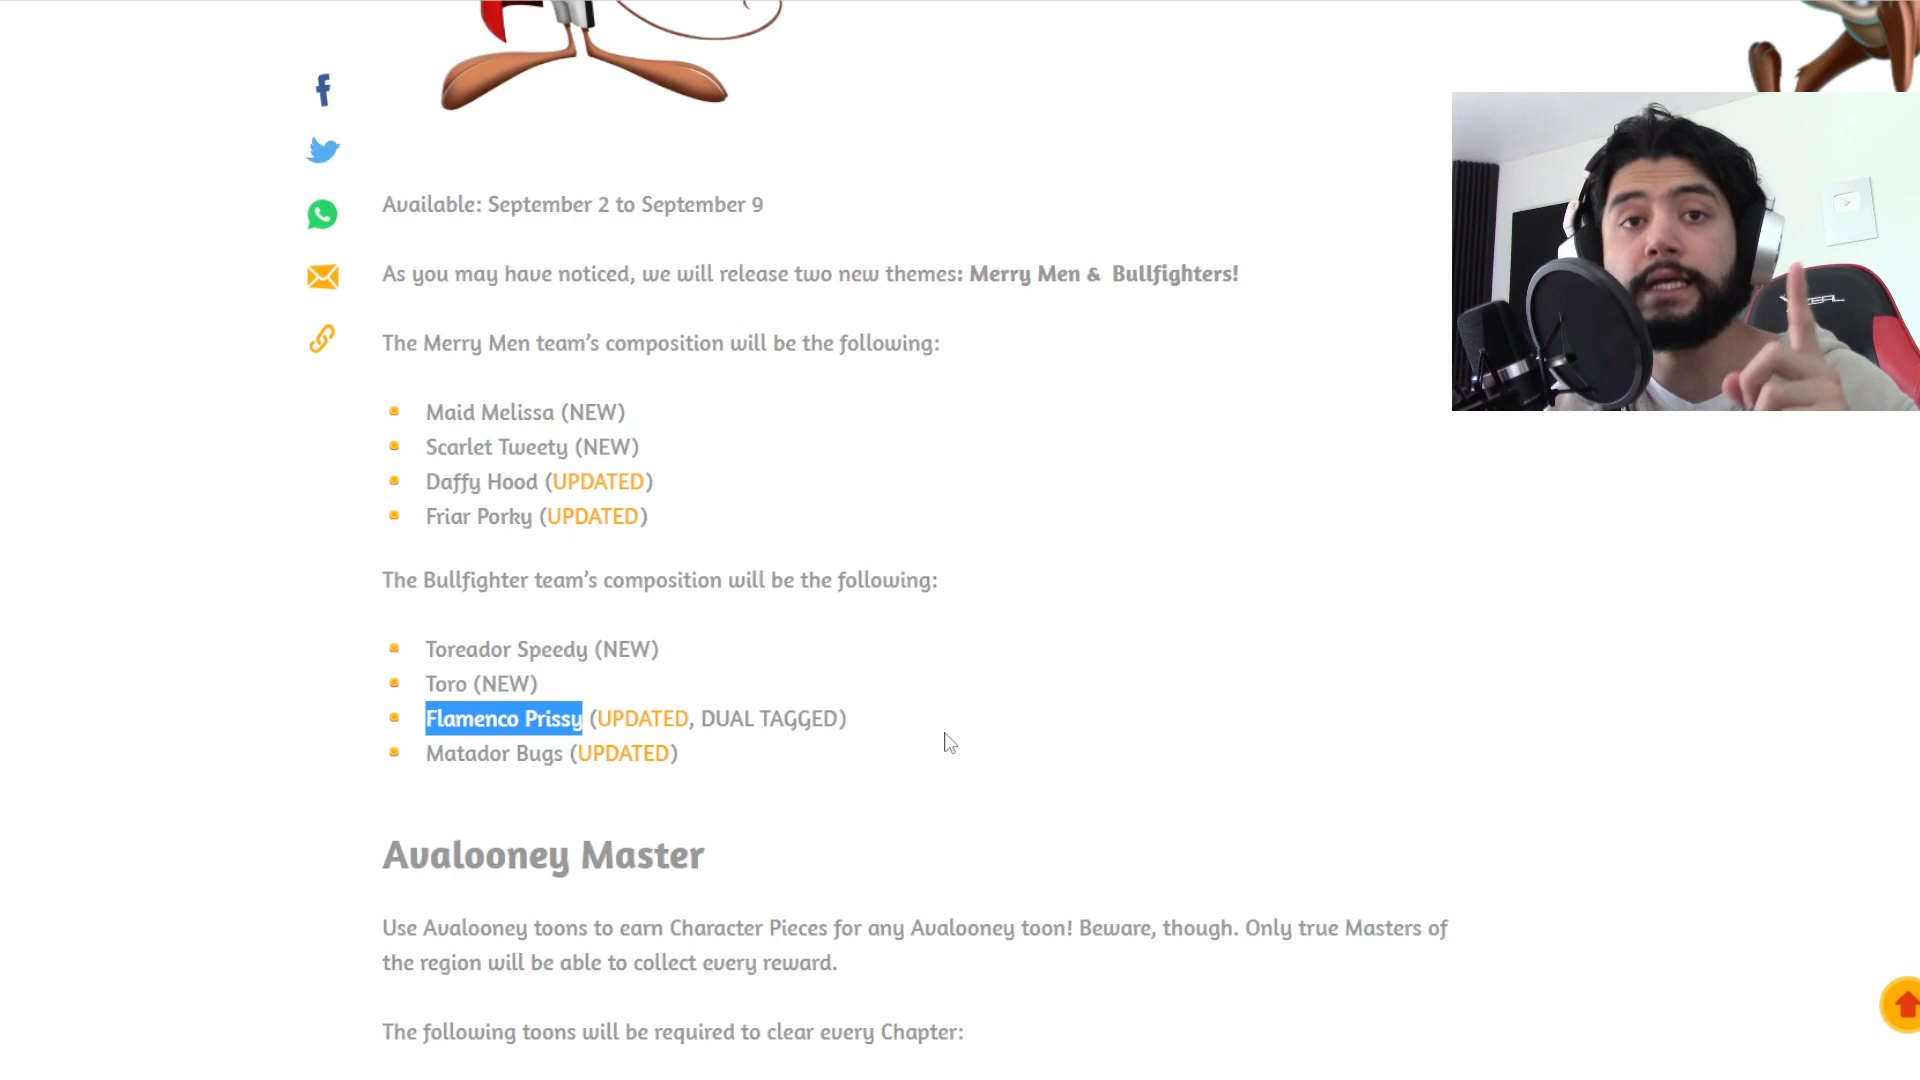 Available: September 2 to September 9
As you may have noticed, we will release two new themes: Merry Men & Bullfighters!
The Merry Men team’s composition will be the following:
Maid Melissa (NEW)
Scarlet Tweety (NEW)
Daffy Hood (UPDATED)
Friar Porky (UPDATED)
The Bullfighter team’s composition will be the following:
Toreador Speedy (NEW)
Toro (NEW)
Flamenco Prissy (UPDATED, DUAL TAGGED)
Matador Bugs (UPDATED)
Avalooney Master
Use Avalooney toons to earn Character Pieces for any Avalooney toon! Beware, though. Only true Masters of
the region will be able to collect every reward.
The following toons will be required to clear every Chapter: